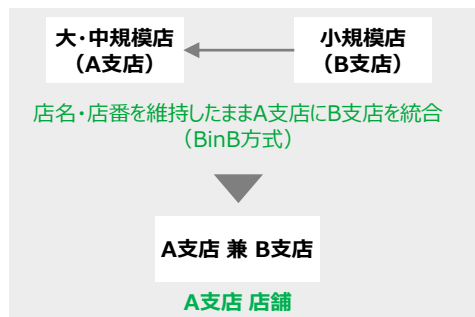 大・中規模店
（A支店）
小規模店
（B支店）
店名・店番を維持したままA支店にB支店を統合
（BinB方式）
A支店 兼 B支店
A支店 店舗